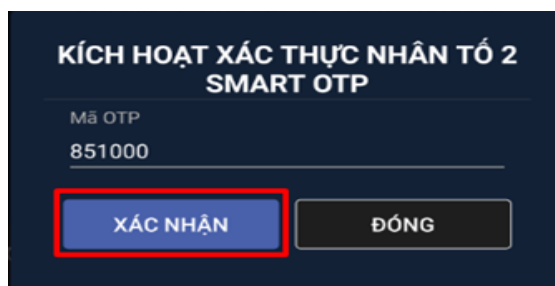 KÍCH HOẠT XÁC THỰC NHÂN TỐ 2
SMART OTP
Mã OTP
851000
XÁC NHẬN
ĐÓNG